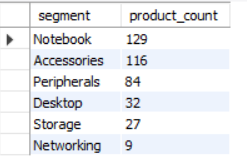 segment product_count
Notebook 129
Accessories 116
Peripherals 84
Desktop 32
Storage 27
Networking 9